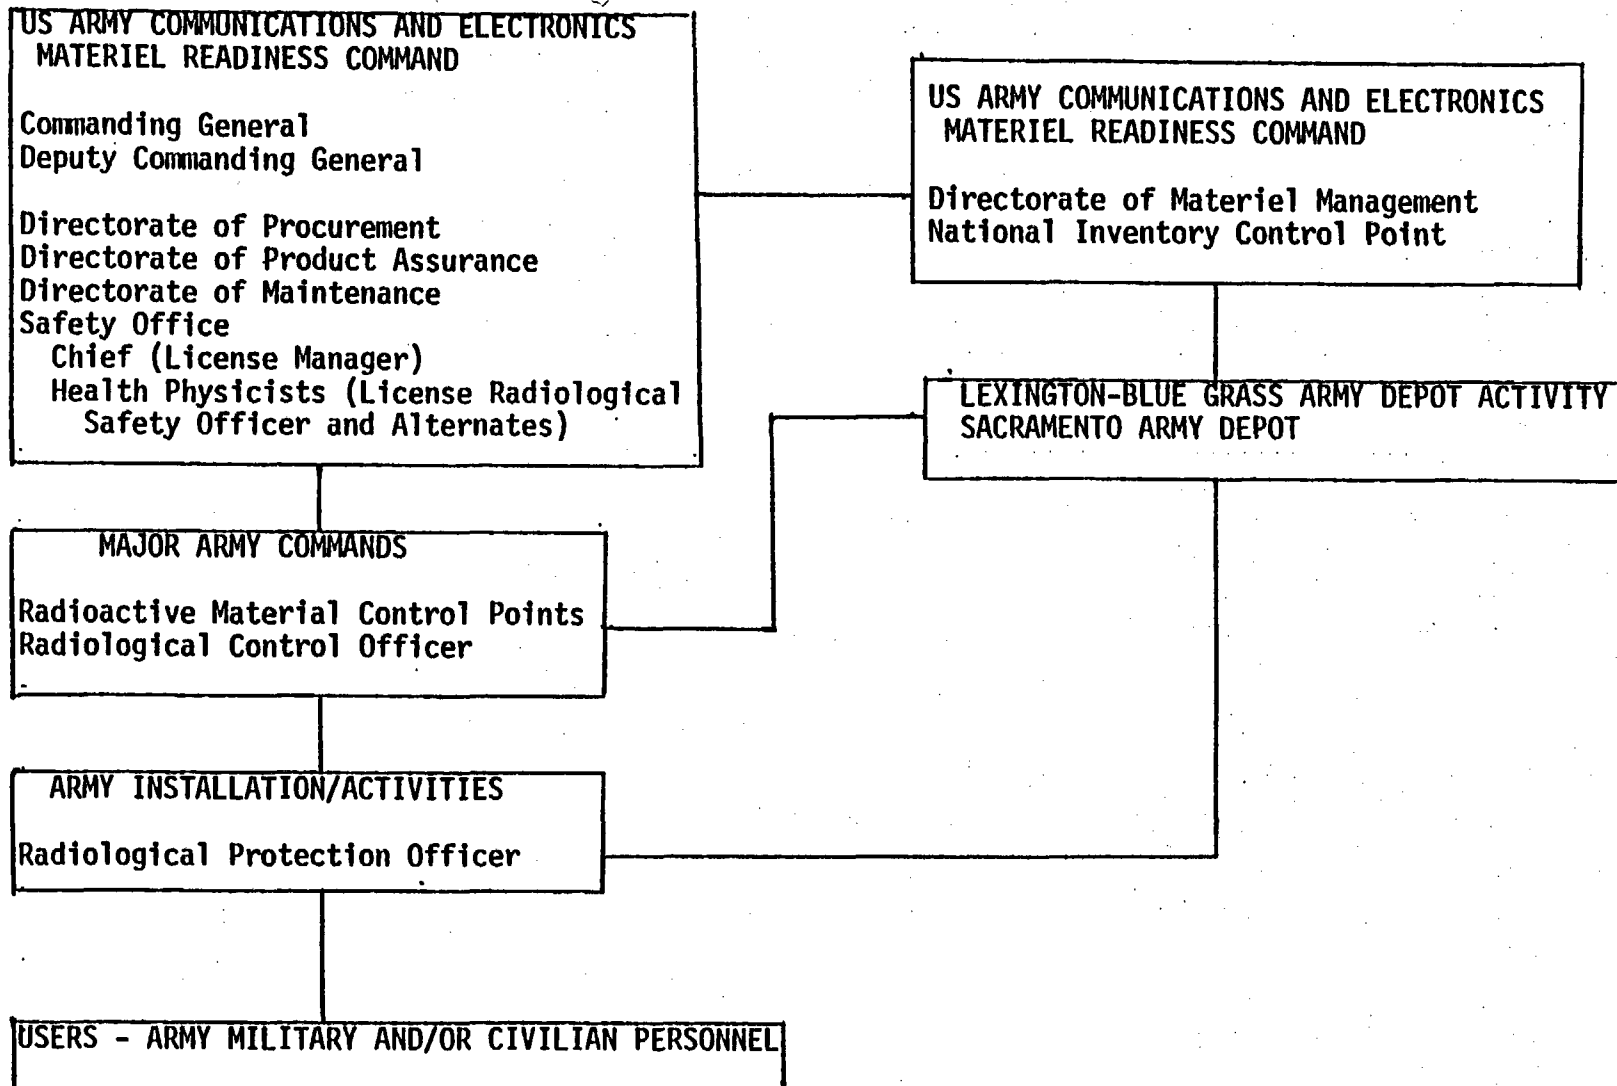 US ARMY COMMUNICATIONS AND ELECTRONICS
MATERIEL READINESS COMMAND
Commanding General
Deputy Commanding General
Directorate of Procurement
Directorate of Product Assurance
Directorate of Maintenance
Safety Office
Chief (License Manager)
Health Physicists (License Radiological
Safety Officer and Alternates)
US ARMY COMMUNICATIONS AND ELECTRONICS
MATERIEL READINESS COMMAND
Directorate of Materiel Management
National Inventory Control Point
LEXINGTON-BLUE GRASS ARMY DEPOT ACTIVITY
SACRAMENTO ARMY DEPOT
MAJOR ARMY COMMANDS
Radioactive Material Control Points
Radiological Control Officer
ARMY INSTALLATION/ACTIVITIES
Radiological Protection Officer
USERS - ARMY MILITARY AND/OR CIVILIAN PERSONNEL